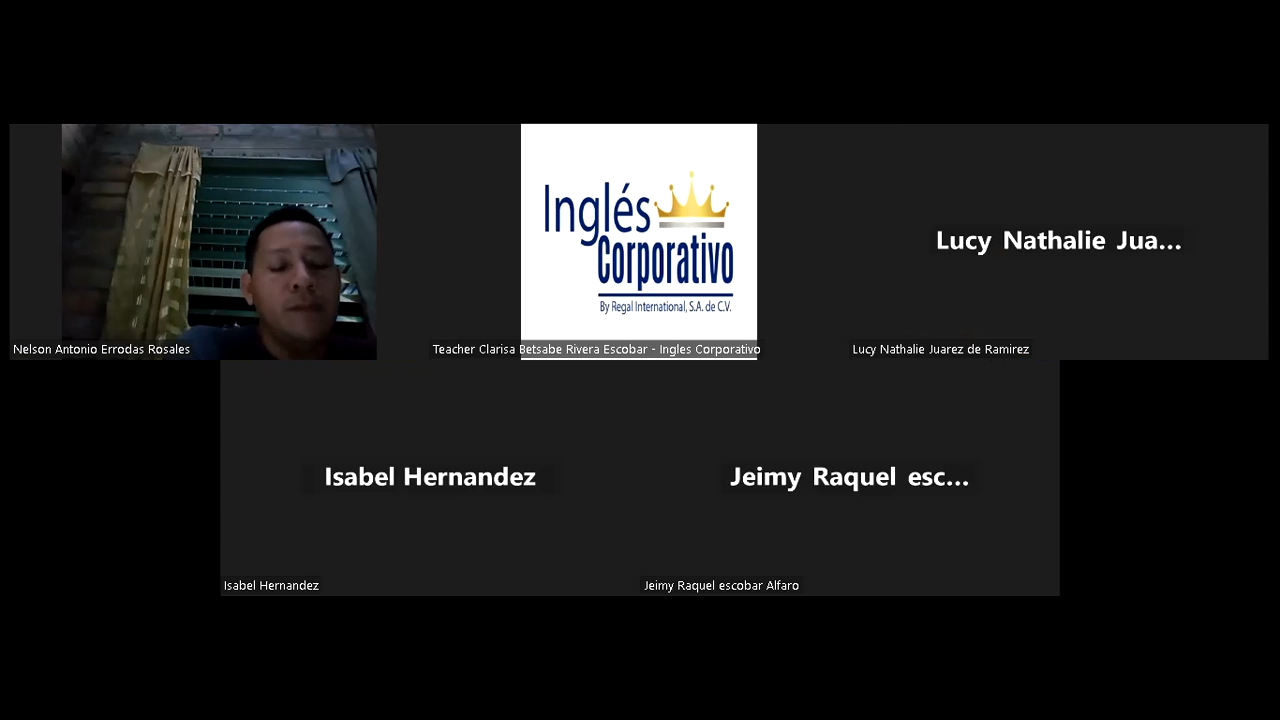 Inglés
Corporativo
By Regal International, S.A. de C.V.
Lucy Nathalie Jua...
Nelson Antonio Errodas Rosales
Teacher Clarisa Betsabe Rivera Escobar - Ingles Corporativo
Lucy Nathalie Juarez de Ramirez
Isabel Hernandez
Jeimy Raquel esc...
Isabel Hernandez
Jeimy Raquel escobar Alfaro